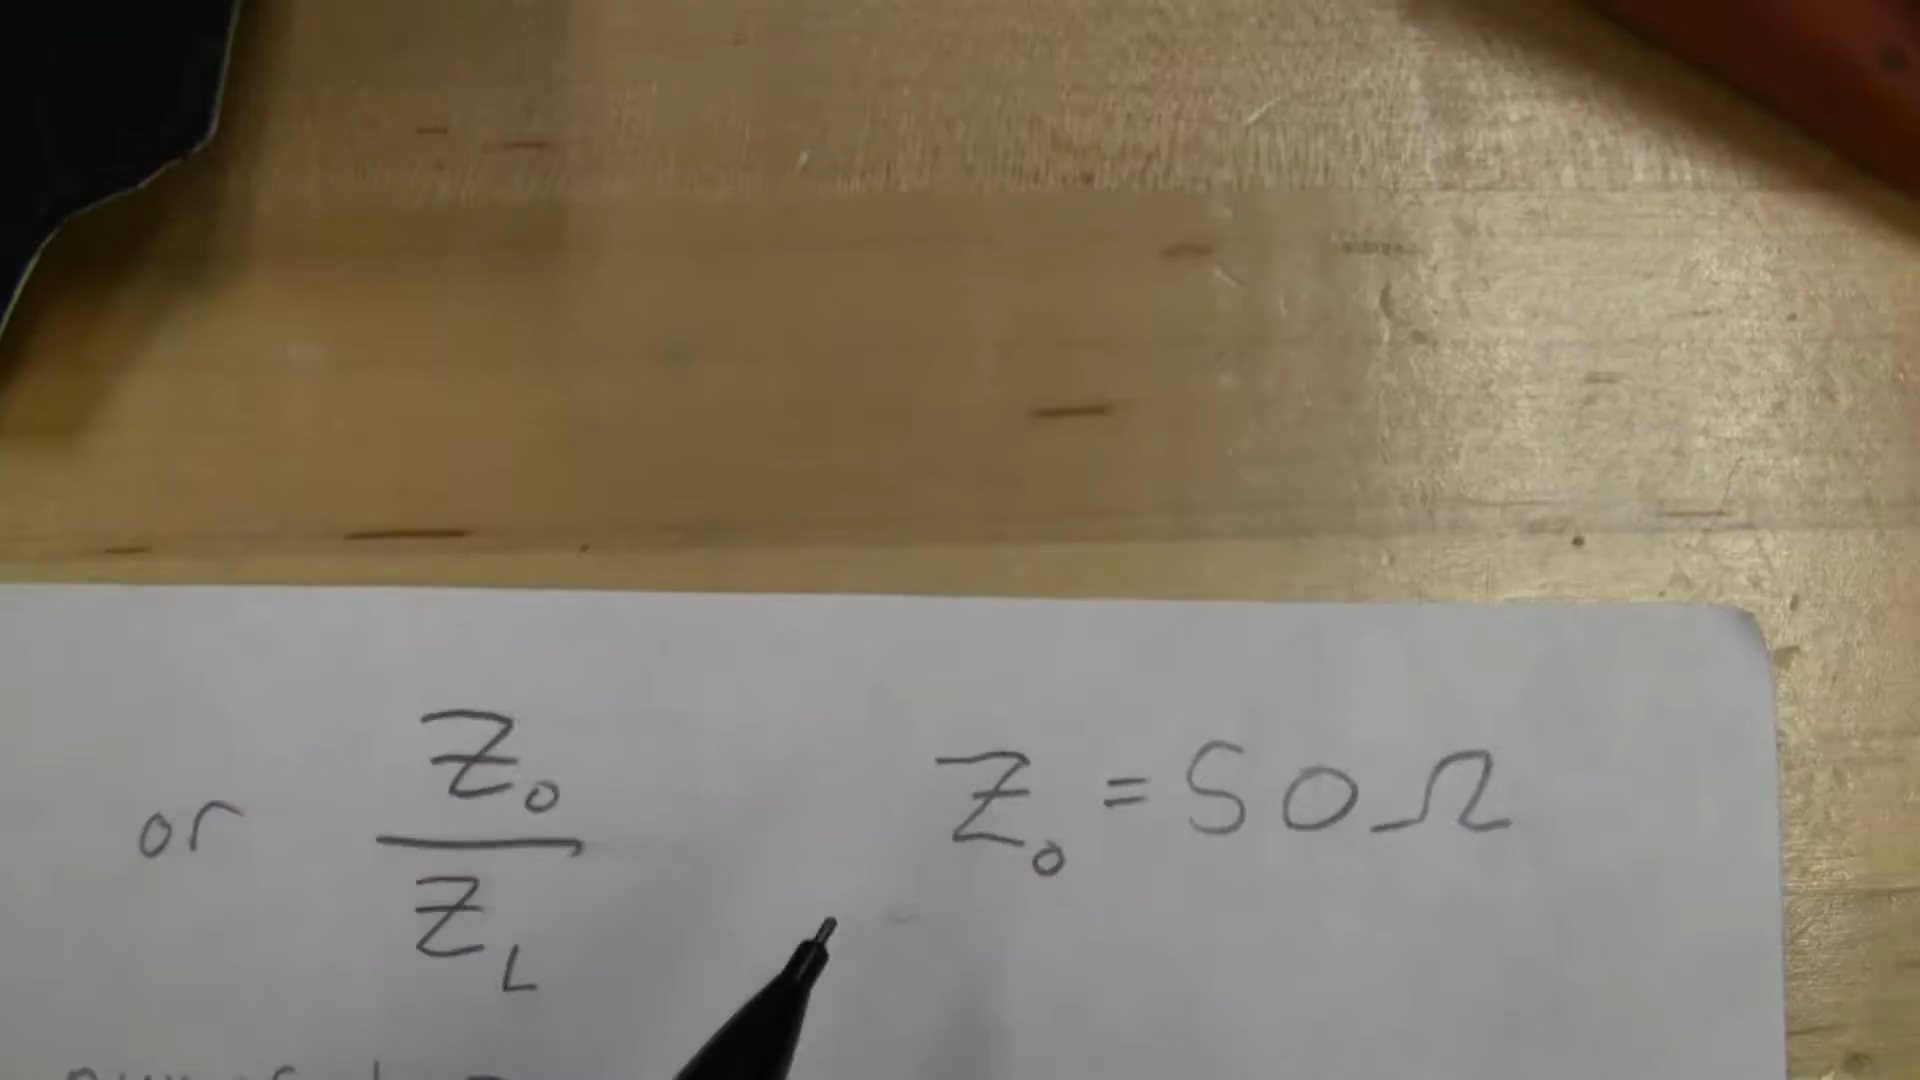 or Z₀/Z_L Z₀ = 50Ω